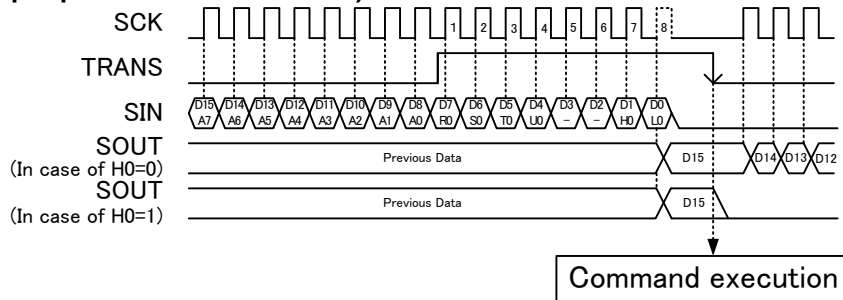 SCK
1 2 3 4 5 6 7 8
TRANS
SIN
D15 D14 D13 D12 D11 D10 D9 D8 D7 D6 D5 D4 D3 D2 D1 D0
A7 A6 A5 A4 A3 A2 A1 A0 R0 S0 T0 U0 - - H0 L0
SOUT
(In case of H0=0)
Previous Data D15 D14 D13 D12
SOUT
(In case of H0=1)
Previous Data D15
Command execution